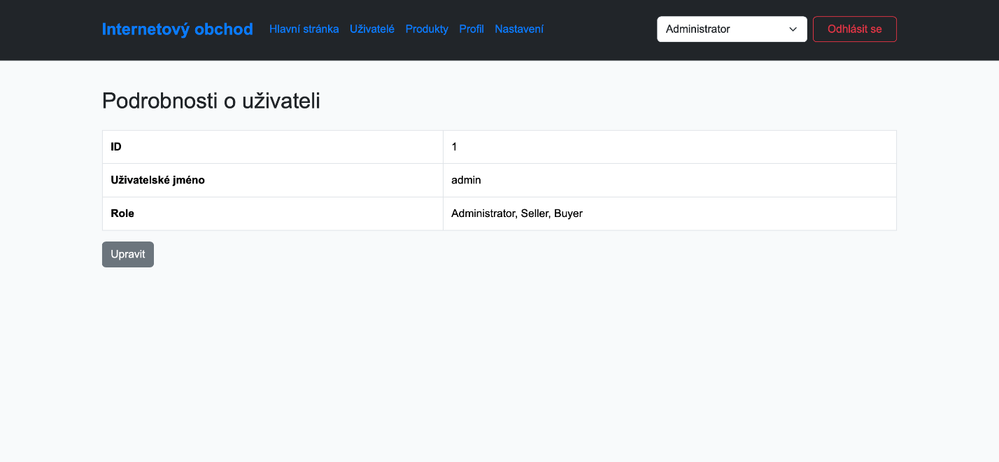 Internetový obchod Hlavní stránka Uživatelé Produkty Profil Nastavení Administrator Odhlásit se
Podrobnosti o uživateli
ID 1
Uživatelské jméno admin
Role Administrator, Seller, Buyer
Upravit